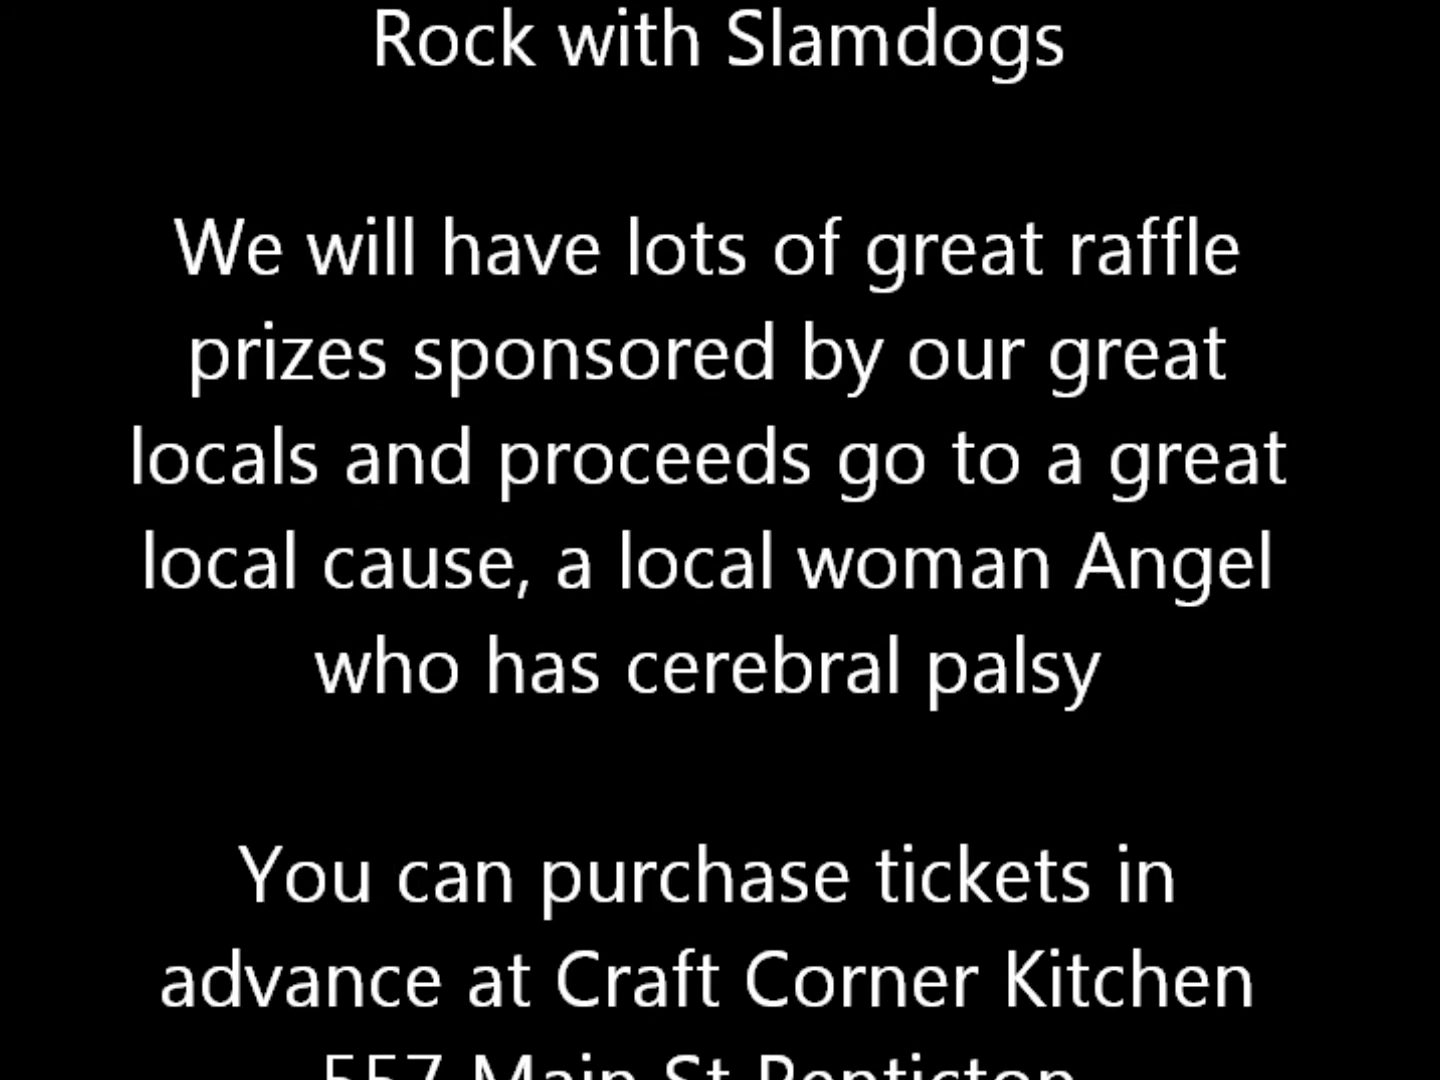 Rock with Slamdogs
We will have lots of great raffle
prizes sponsored by our great
locals and proceeds go to a great
local cause, a local woman Angel
who has cerebral palsy
You can purchase tickets in
advance at Craft Corner Kitchen
557 Main St Penticton